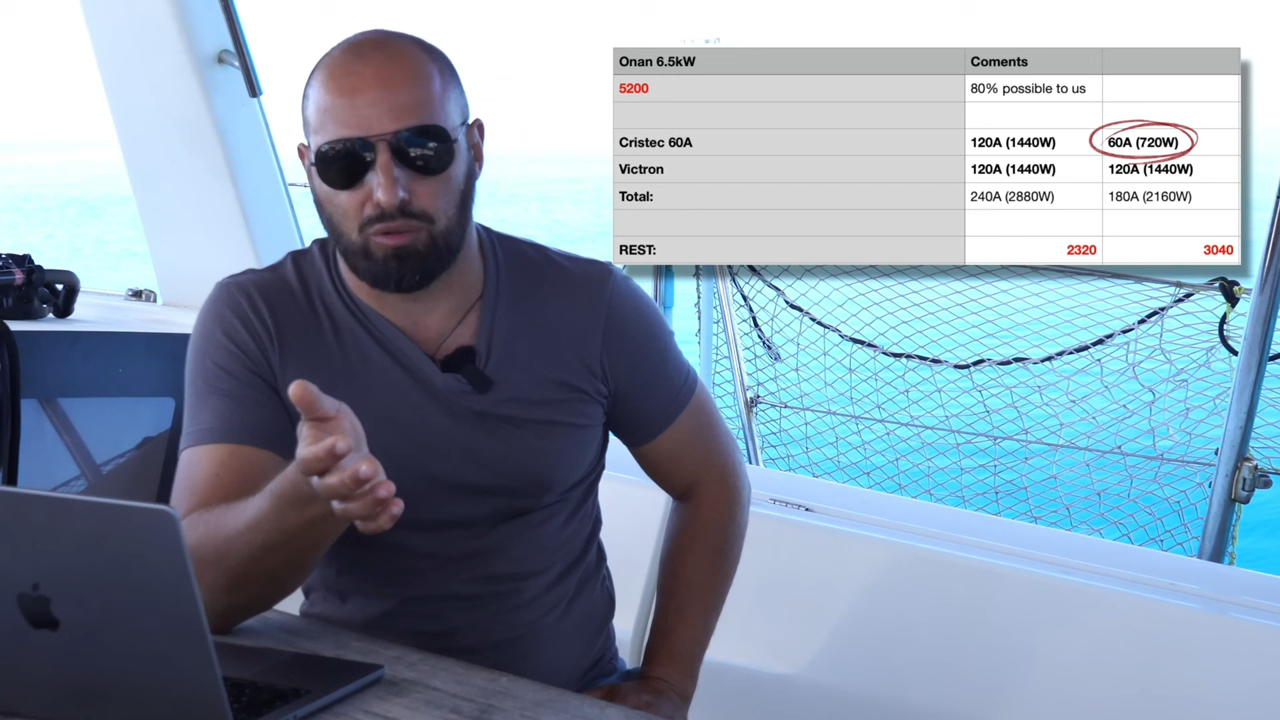 Onan 6.5kW Coments
5200 80% possible to us
Cristec 60A 120A (1440W) 60A (720W)
Victron 120A (1440W) 120A (1440W)
Total: 240A (2880W) 180A (2160W)
REST: 2320 3040